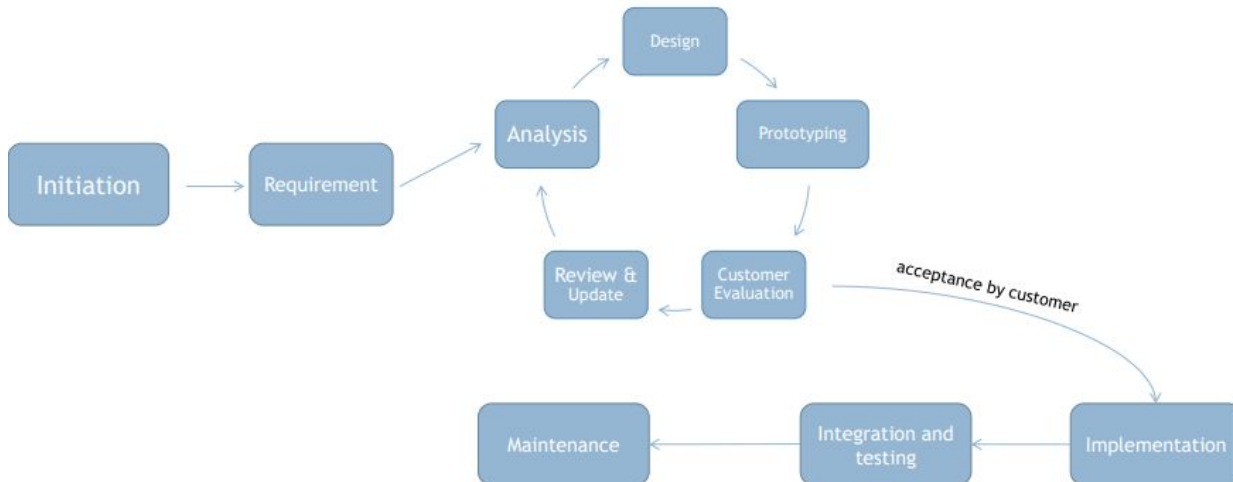 Initiation
Requirement
Analysis
Design
Prototyping
Customer
Evaluation
Review &
Update
acceptance by customer
Implementation
Integration and
testing
Maintenance